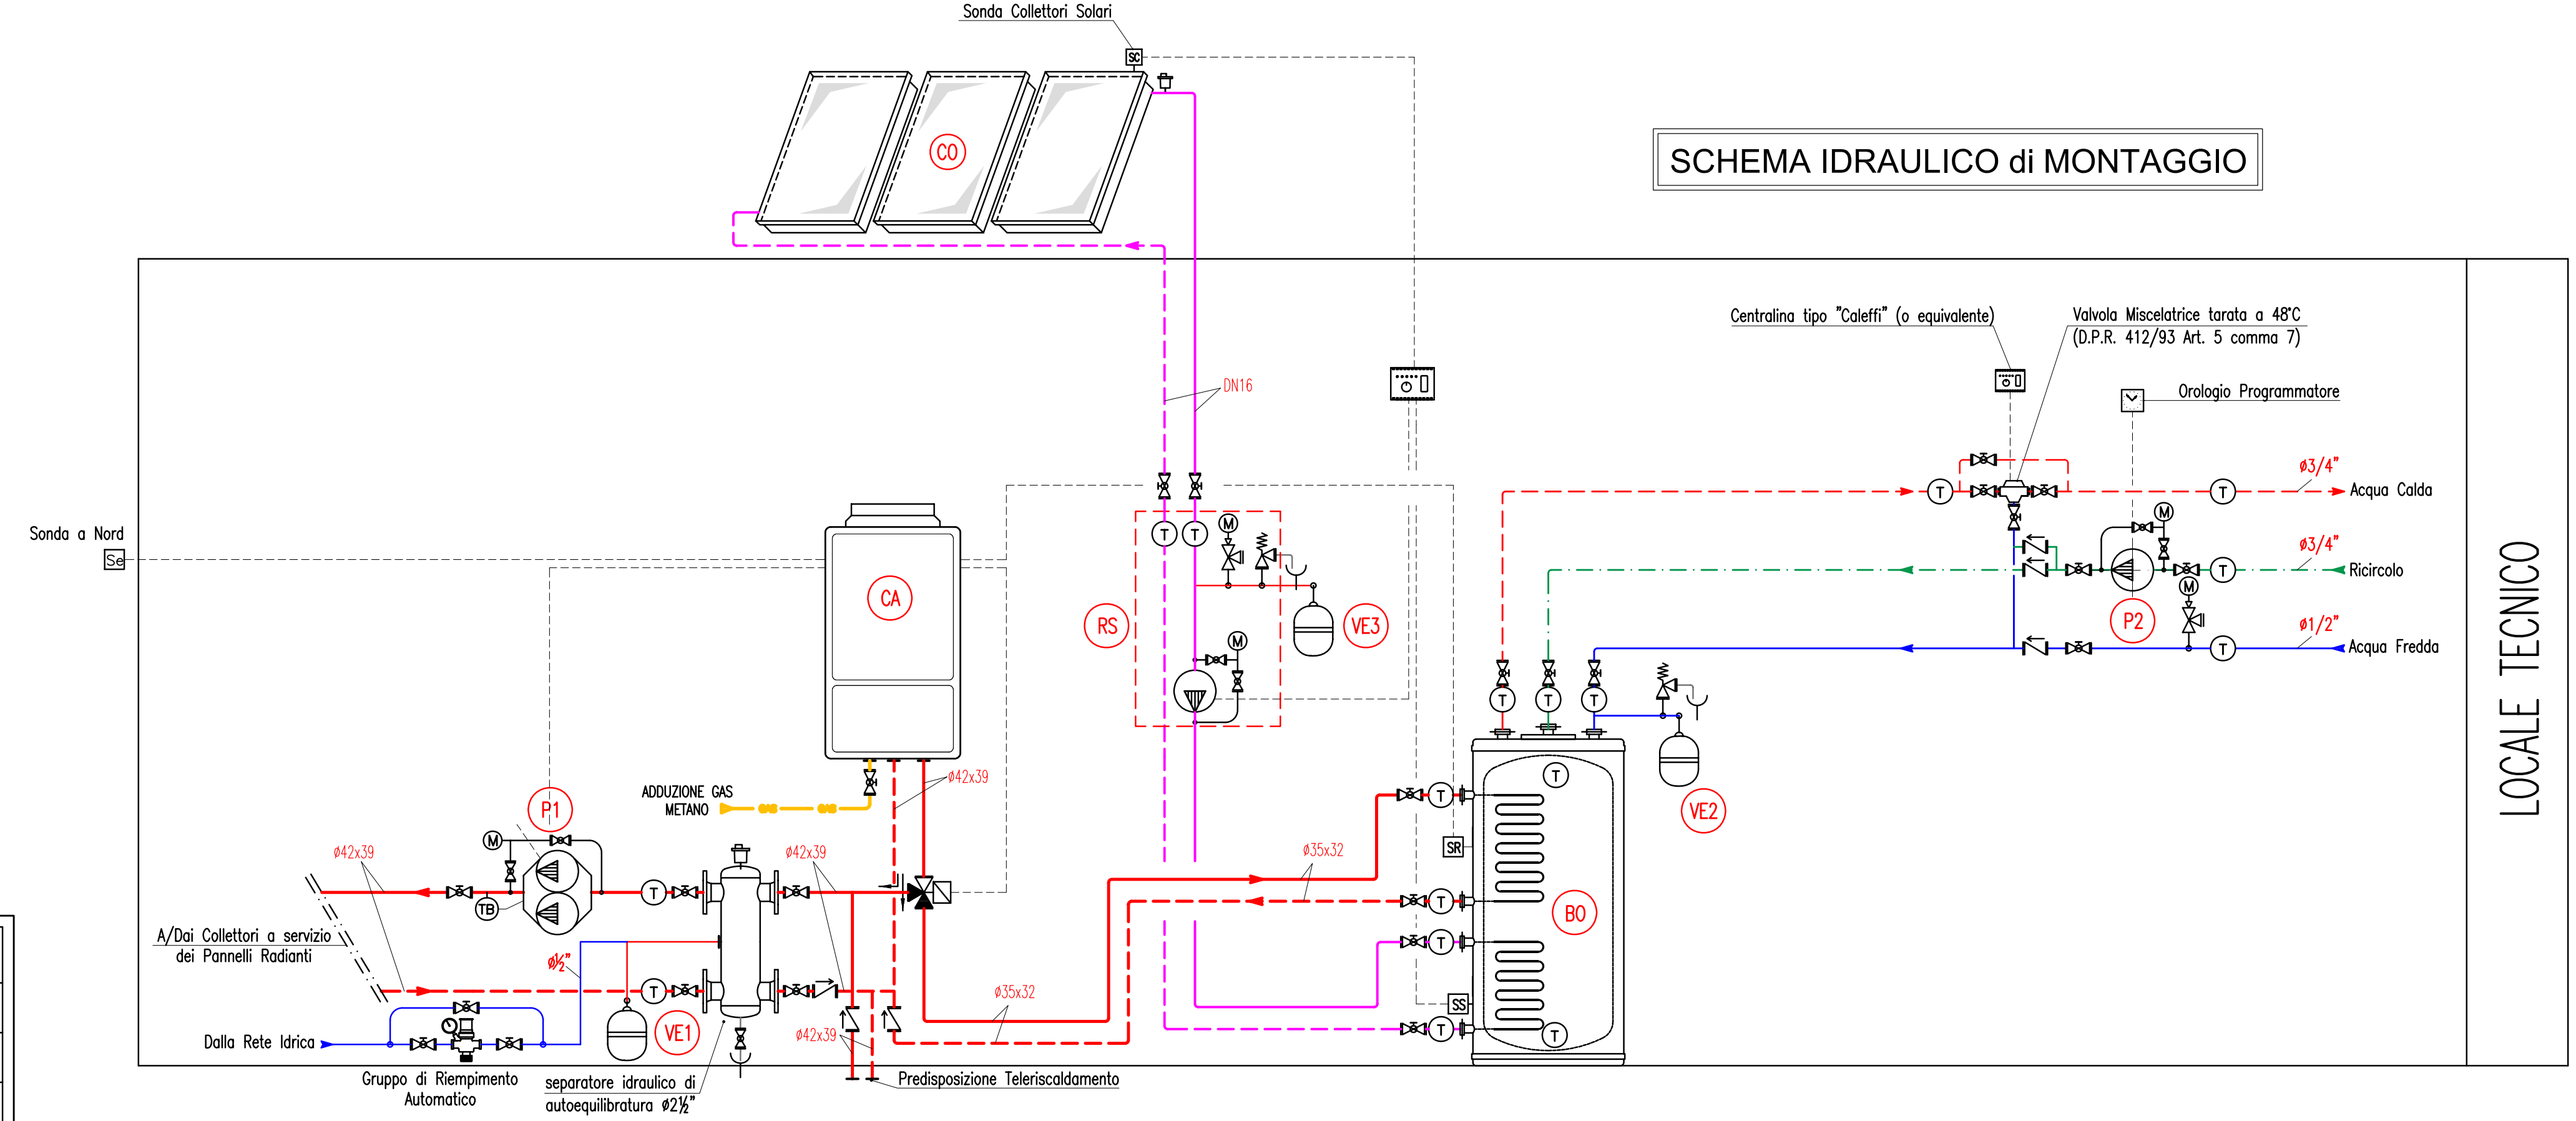 Sonda Collettori Solari
SC
CO
SCHEMA IDRAULICO di MONTAGGIO
Centralina tipo "Caleffi" (o equivalente)
Valvola Miscelatrice tarata a 48°C
(D.P.R. 412/93 Art. 5 comma 7)
DN16
Orologio Programmatore
ø3/4"
T
T
Acqua Calda
Sonda a Nord
Se
T
T
M
M
ø3/4"
T
Ricircolo
CA
RS
VE3
M
P2
M
ø1/2"
T
Acqua Fredda
LOCALE TECNICO
T
T
T
ø42x39
ADDUZIONE GAS
METANO
GAS
GAS
P1
T
T
VE2
M
ø42x39
ø42x39
ø35x32
SR
T
TB
T
BO
A/Dai Collettori a servizio
dei Pannelli Radianti
ø½"
T
T
ø35x32
SS
VE1
ø42x39
T
T
Dalla Rete Idrica
Gruppo di Riempimento
Automatico
separatore idraulico di
autoequilibratura ø2½"
Predisposizione Teleriscaldamento